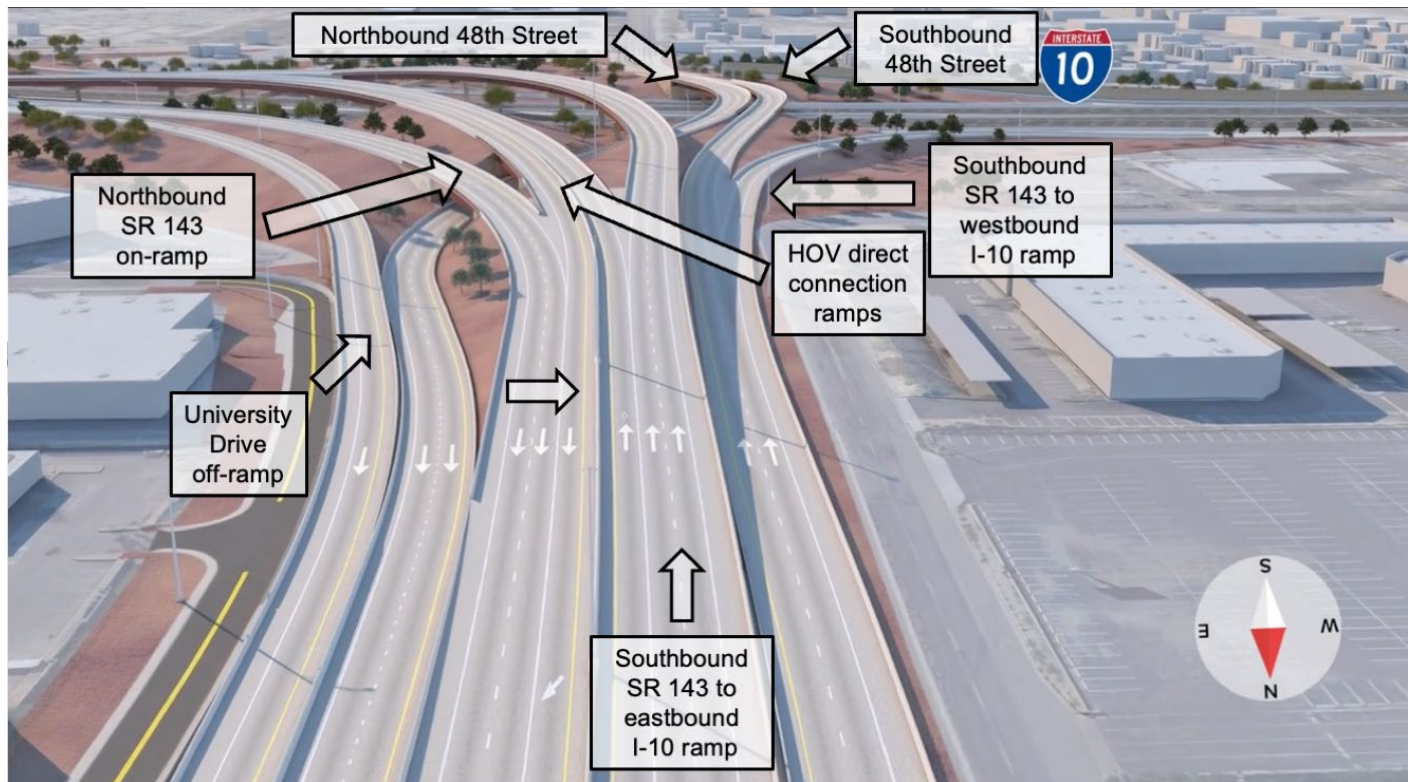 Northbound 48th Street
Southbound
48th Street
INTERSTATE
10
Northbound
SR 143
on-ramp
Southbound
SR 143 to
westbound
I-10 ramp
HOV direct
connection
ramps
University
Drive
off-ramp
Southbound
SR 143 to
eastbound
I-10 ramp
S
E
W
N